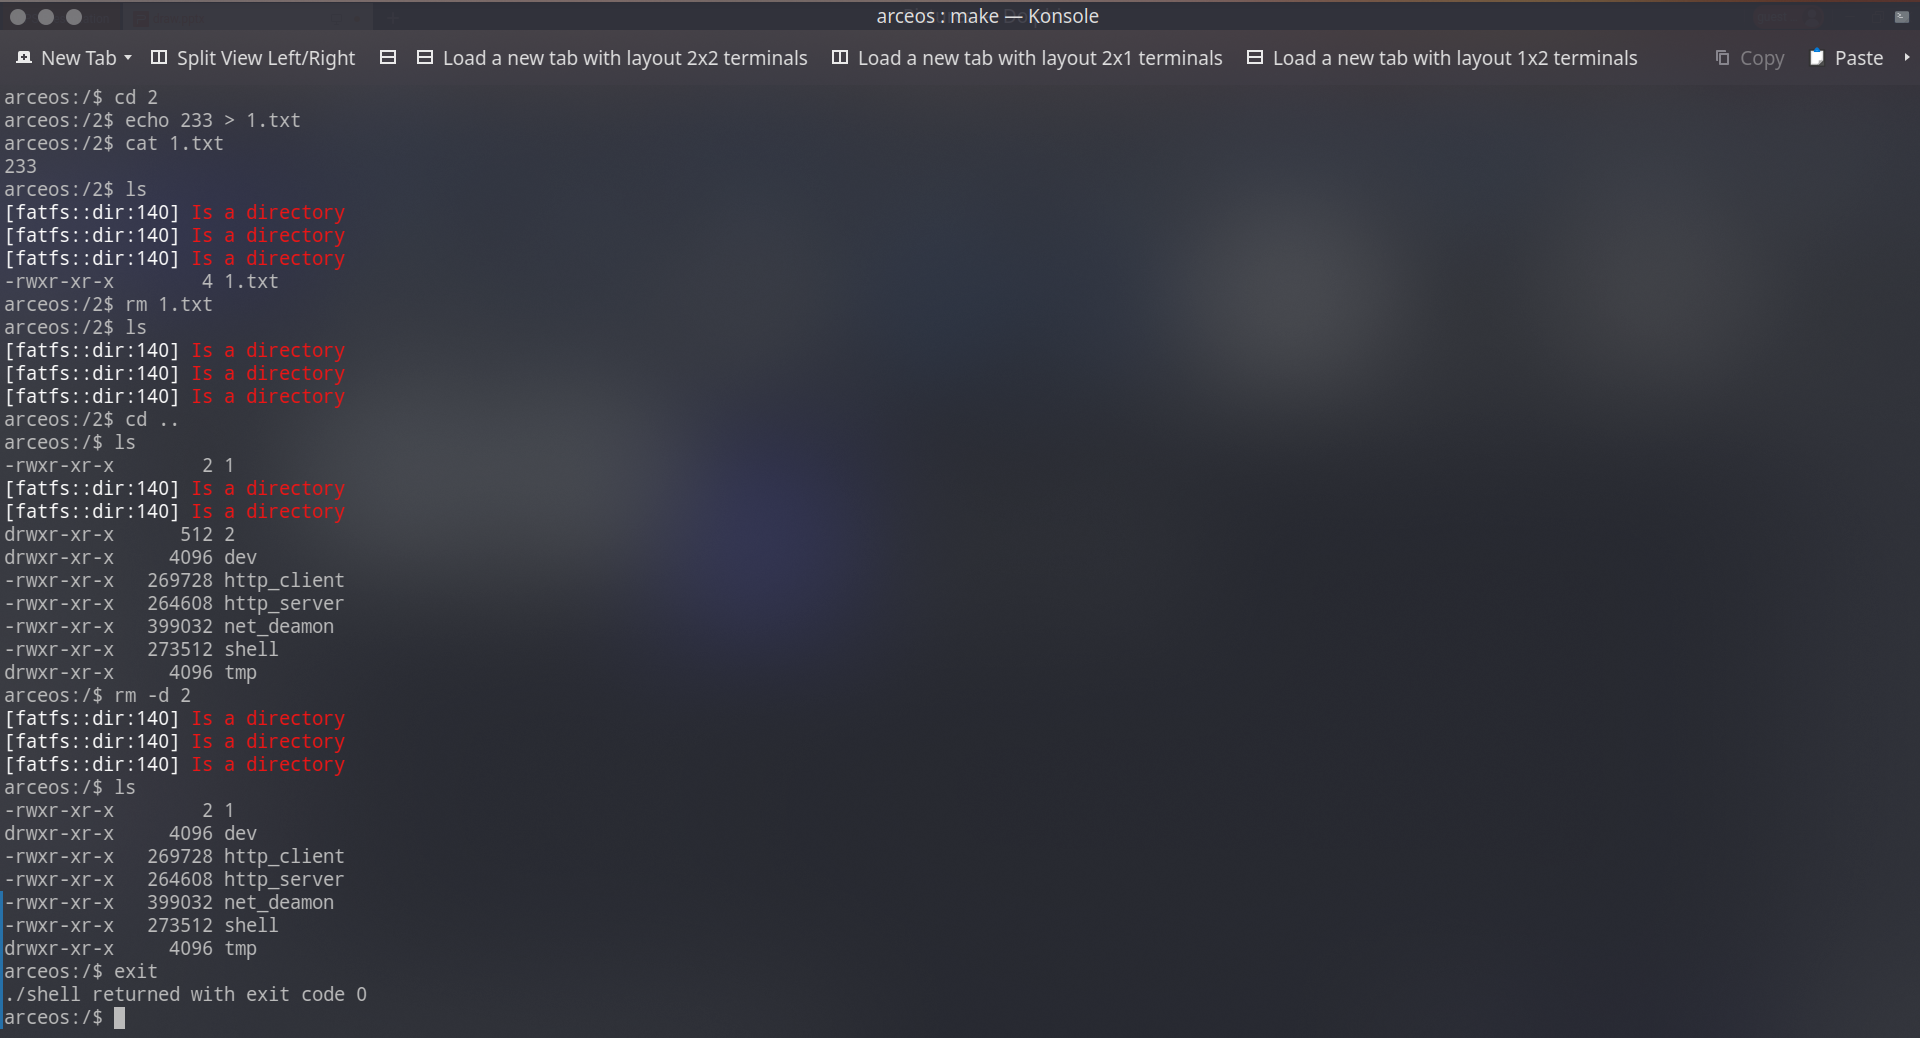 arceos : make — Konsole
New Tab Split View Left/Right Load a new tab with layout 2x2 terminals Load a new tab with layout 2x1 terminals Load a new tab with layout 1x2 terminals Copy Paste
arceos:/$ cd 2
arceos:/2$ echo 233 > 1.txt
arceos:/2$ cat 1.txt
233
arceos:/2$ ls
[fatfs::dir:140] Is a directory
[fatfs::dir:140] Is a directory
[fatfs::dir:140] Is a directory
-rwxr-xr-x        4 1.txt
arceos:/2$ rm 1.txt
arceos:/2$ ls
[fatfs::dir:140] Is a directory
[fatfs::dir:140] Is a directory
[fatfs::dir:140] Is a directory
arceos:/2$ cd ..
arceos:/$ ls
-rwxr-xr-x        2 1
[fatfs::dir:140] Is a directory
[fatfs::dir:140] Is a directory
drwxr-xr-x      512 2
drwxr-xr-x     4096 dev
-rwxr-xr-x   269728 http_client
-rwxr-xr-x   264608 http_server
-rwxr-xr-x   399032 net_deamon
-rwxr-xr-x   273512 shell
drwxr-xr-x     4096 tmp
arceos:/$ rm -d 2
[fatfs::dir:140] Is a directory
[fatfs::dir:140] Is a directory
[fatfs::dir:140] Is a directory
arceos:/$ ls
-rwxr-xr-x        2 1
drwxr-xr-x     4096 dev
-rwxr-xr-x   269728 http_client
-rwxr-xr-x   264608 http_server
-rwxr-xr-x   399032 net_deamon
-rwxr-xr-x   273512 shell
drwxr-xr-x     4096 tmp
arceos:/$ exit
./shell returned with exit code 0
arceos:/$